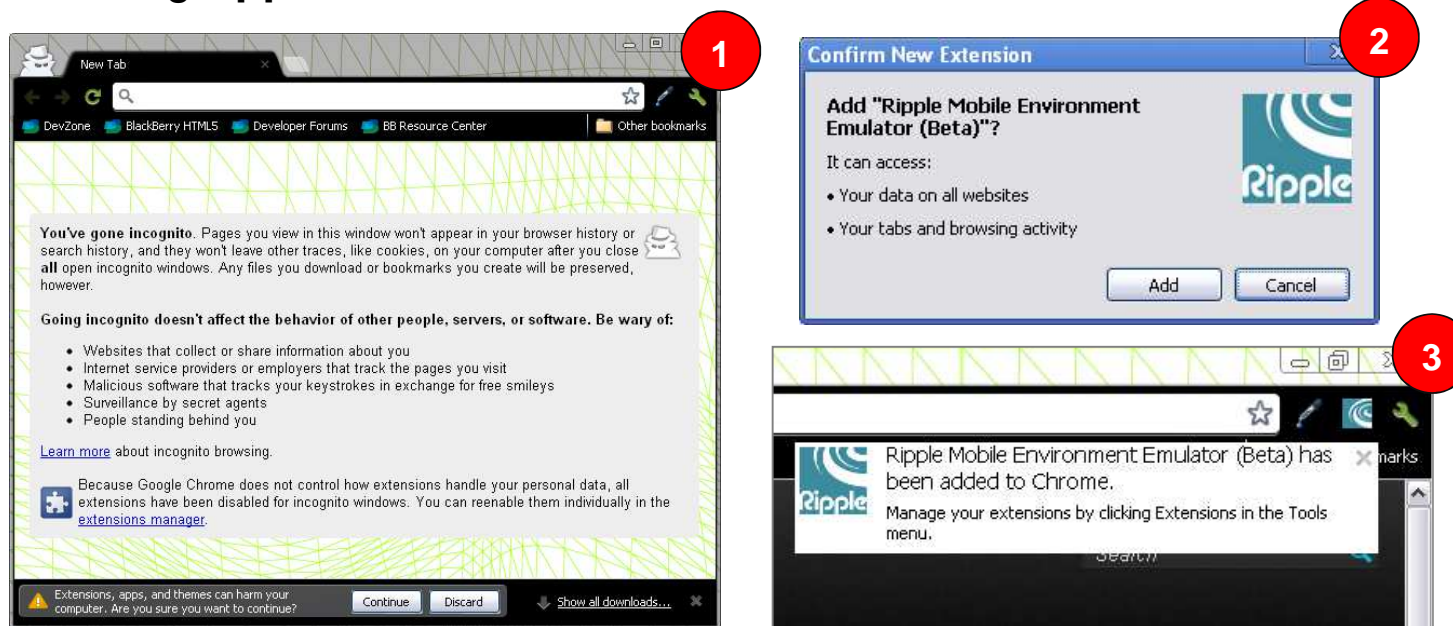 1
New Tab
DevZone BlackBerry HTML5 Developer Forums BB Resource Center Other bookmarks
You've gone incognito. Pages you view in this window won't appear in your browser history or
search history, and they won't leave other traces, like cookies, on your computer after you close
all open incognito windows. Any files you download or bookmarks you create will be preserved,
however.
Going incognito doesn't affect the behavior of other people, servers, or software. Be wary of:
• Websites that collect or share information about you
• Internet service providers or employers that track the pages you visit
• Malicious software that tracks your keystrokes in exchange for free smileys
• Surveillance by secret agents
• People standing behind you
Learn more about incognito browsing.
Because Google Chrome does not control how extensions handle your personal data, all
extensions have been disabled for incognito windows. You can reenable them individually in the
extensions manager.
Extensions, apps, and themes can harm your
computer. Are you sure you want to continue?
Continue Discard Show all downloads...
2
Confirm New Extension
Add "Ripple Mobile Environment
Emulator (Beta)"?
It can access:
• Your data on all websites
• Your tabs and browsing activity
Ripple
Add Cancel
3
marks
Ripple
Ripple Mobile Environment Emulator (Beta) has
been added to Chrome.
Manage your extensions by clicking Extensions in the Tools
menu.
Search